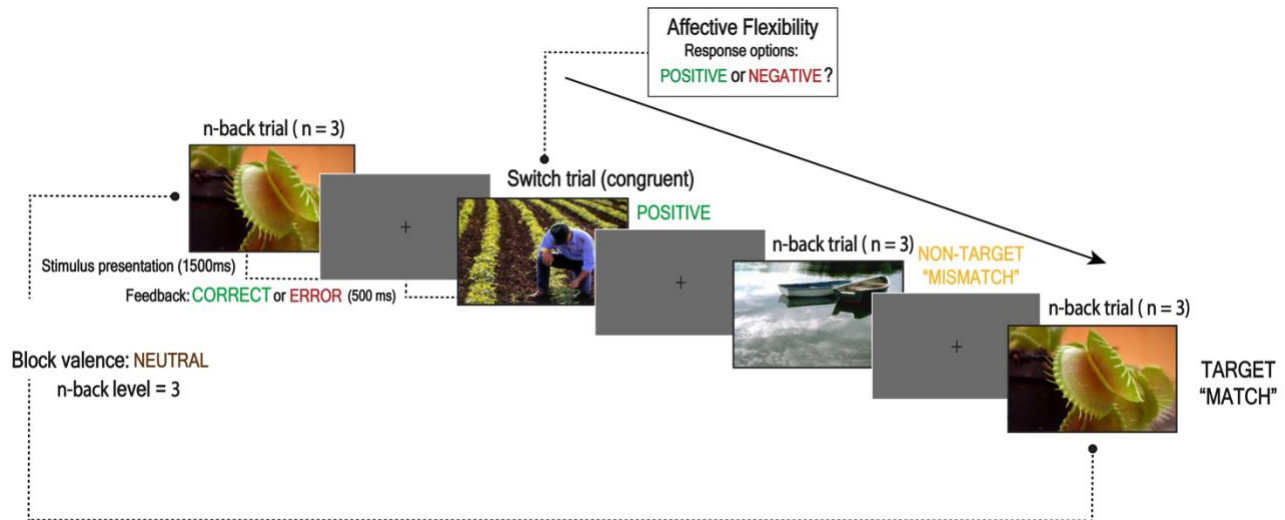 Affective Flexibility
Response options:
POSITIVE or NEGATIVE ?
n-back trial ( n = 3)
Switch trial (congruent)
POSITIVE
n-back trial ( n = 3)
NON-TARGET
“MISMATCH”
n-back trial ( n = 3)
Stimulus presentation (1500ms)
Feedback: CORRECT or ERROR (500 ms)
Block valence: NEUTRAL
n-back level = 3
TARGET
“MATCH”